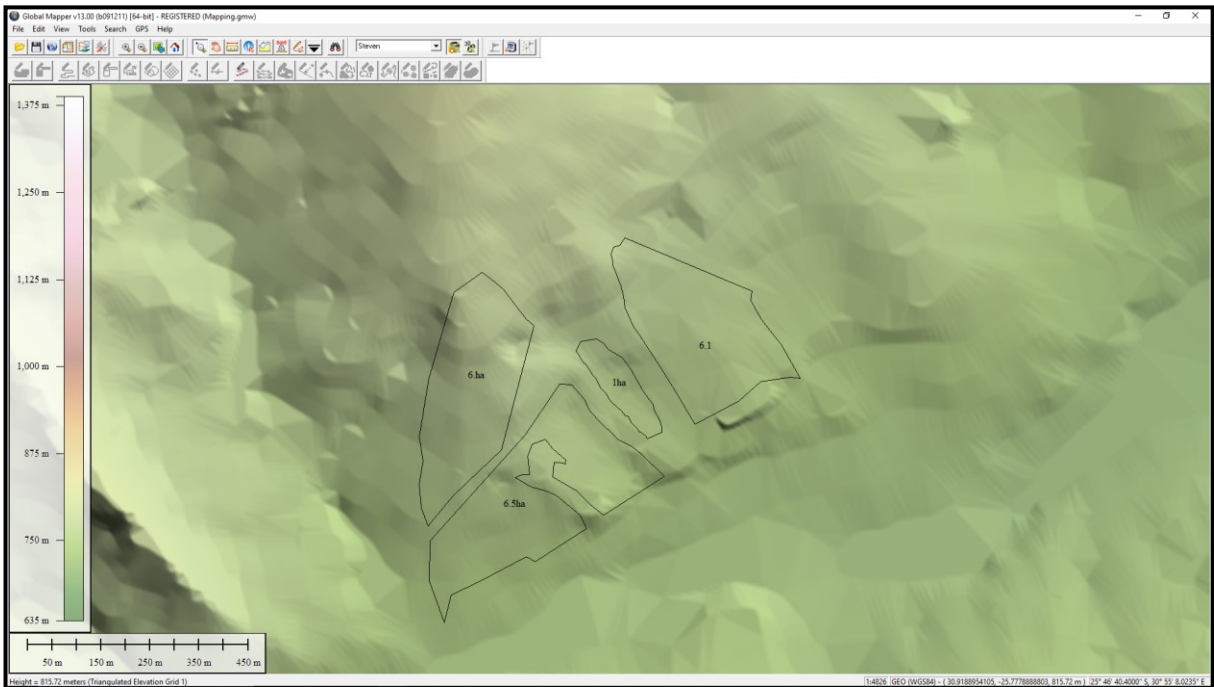 Global Mapper v13.00 (b091211) [64-bit] - REGISTERED (Mapping.gmw)
File Edit View Tools Search GPS Help
Steven
1,375 m
1,250 m
1,125 m
1,000 m
875 m
750 m
635 m
6.1
6.ha
1ha
6.5ha
50 m 150 m 250 m 350 m 450 m
Height = 815.72 meters (Triangulated Elevation Grid 1)
1:4826 GEO (WGS84) - ( 30.9188954105, -25.7778888803, 815.72 m ) 25° 46' 40.4000" S, 30° 55' 8.0235" E